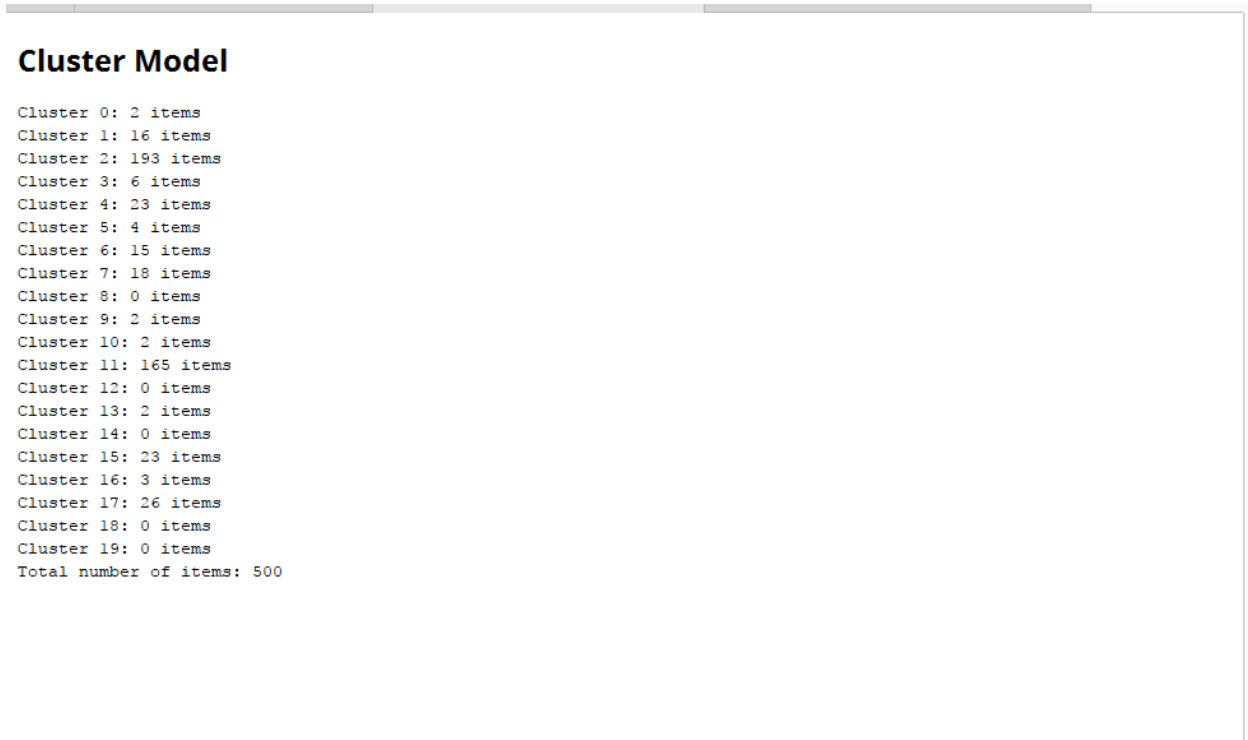 Cluster Model
Cluster 0: 2 items
Cluster 1: 16 items
Cluster 2: 193 items
Cluster 3: 6 items
Cluster 4: 23 items
Cluster 5: 4 items
Cluster 6: 15 items
Cluster 7: 18 items
Cluster 8: 0 items
Cluster 9: 2 items
Cluster 10: 2 items
Cluster 11: 165 items
Cluster 12: 0 items
Cluster 13: 2 items
Cluster 14: 0 items
Cluster 15: 23 items
Cluster 16: 3 items
Cluster 17: 26 items
Cluster 18: 0 items
Cluster 19: 0 items
Total number of items: 500